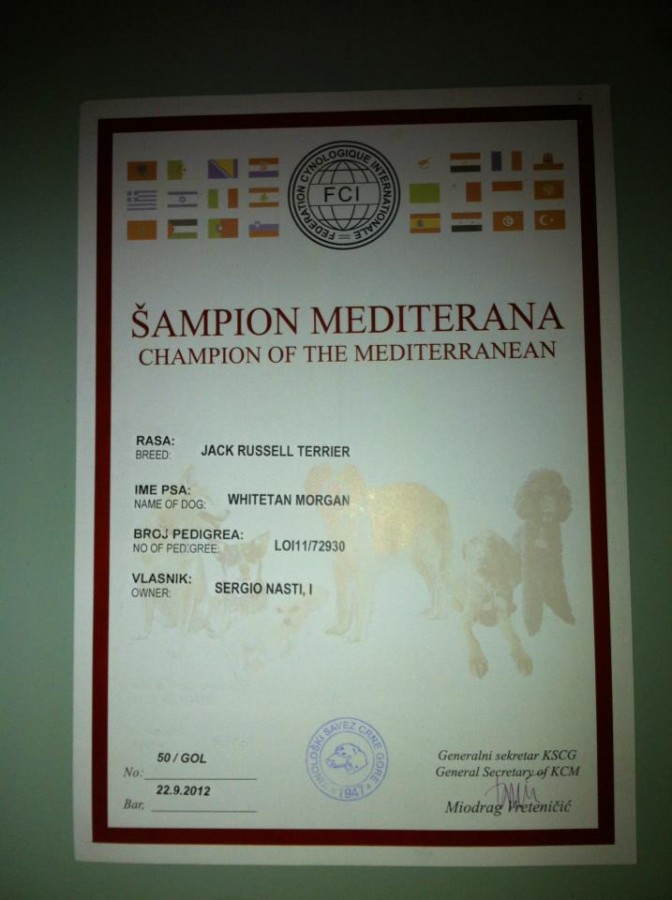 FEDERATION CYNOLOGIQUE INTERNATIONALE
FCI
ŠAMPION MEDITERANA
CHAMPION OF THE MEDITERRANEAN
RASA:
BREED: JACK RUSSELL TERRIER
IME PSA:
NAME OF DOG: WHITETAN MORGAN
BROJ PEDIGREA:
NO OF PEDIGREE: LOI11/72930
VLASNIK:
OWNER: SERGIO NASTI, I
KINOLOŠKI SAVEZ CRNE GORE
1947
50 / GOL
No:
22.9.2012
Bar,
Generalni sekretar KSCG
General Secretary of KCM
Miodrag Vreteničić